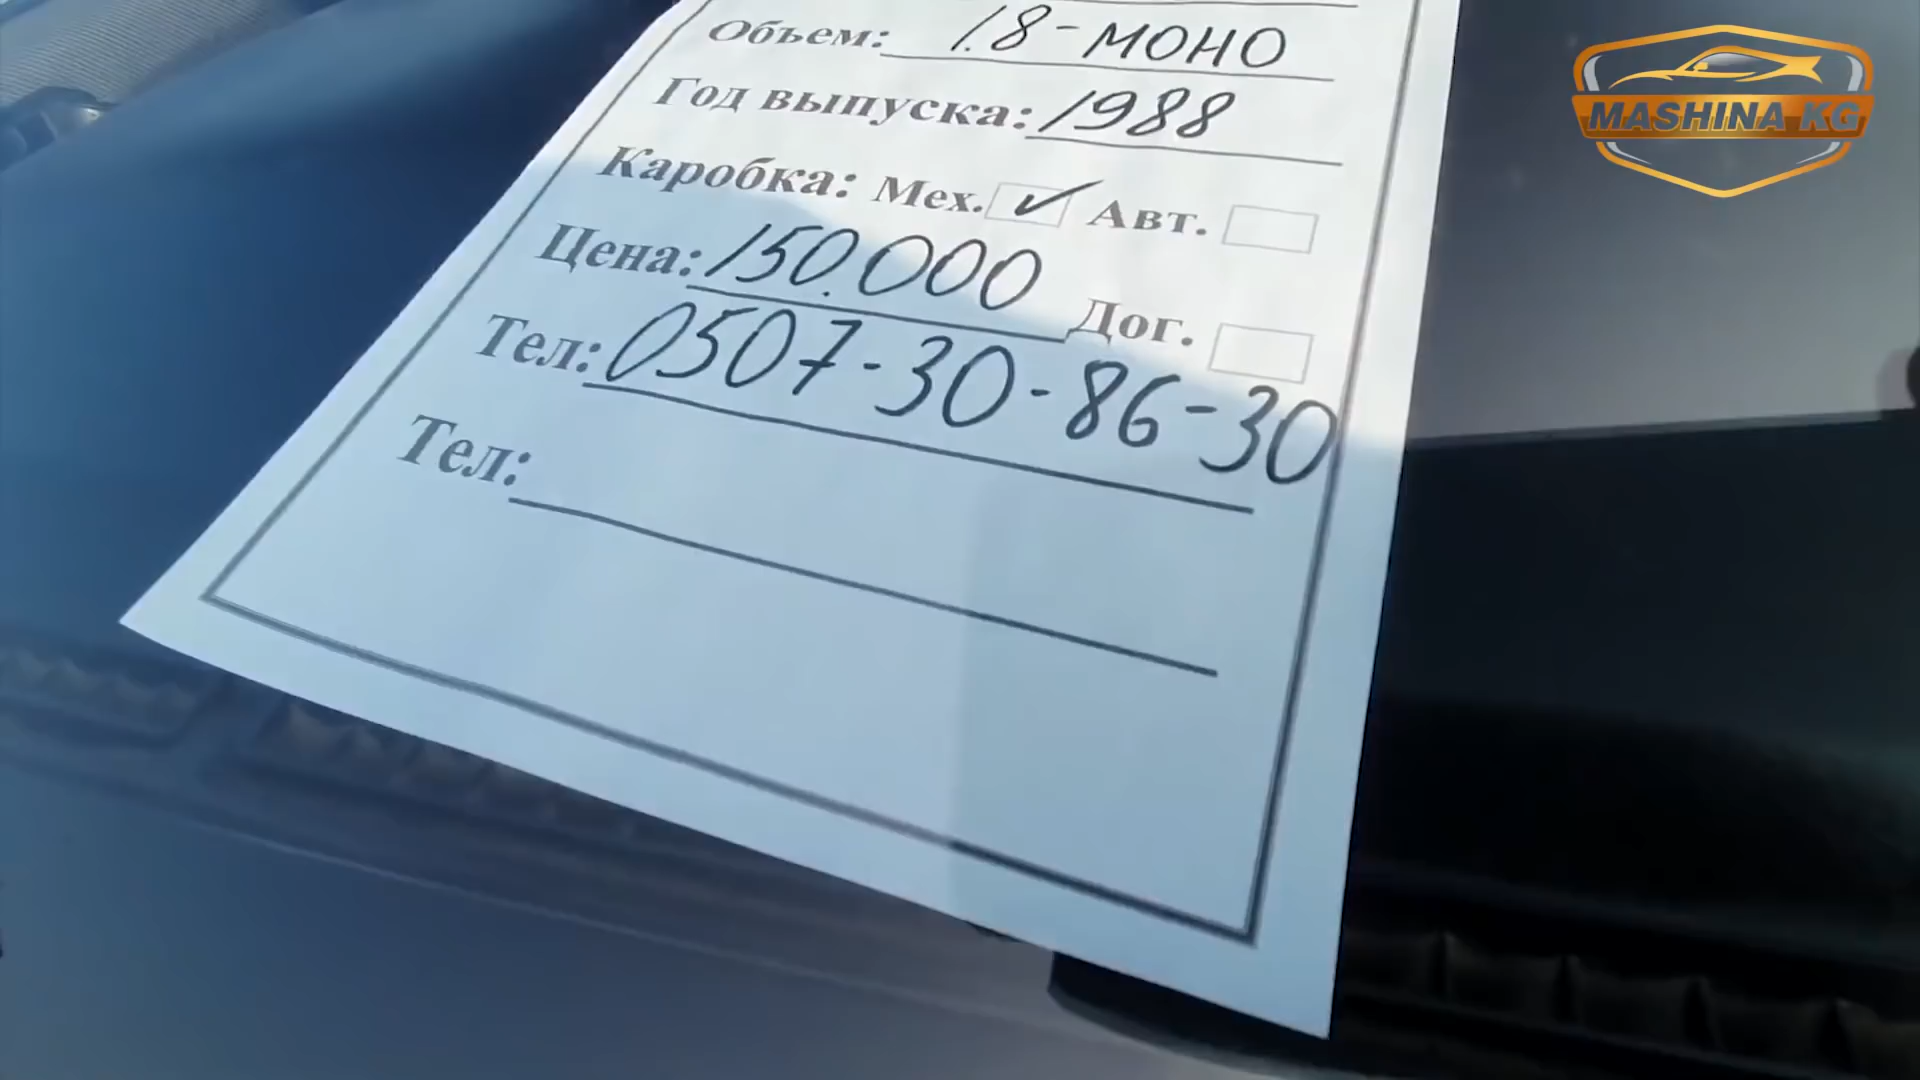 Объем: 1.8-МОНО
MASHINA KG
Год выпуска: 1988
Каробка: Мех. ✓ Авт.
Цена: 150.000 Дог.
Тел: 0507-30-86-30
Тел: